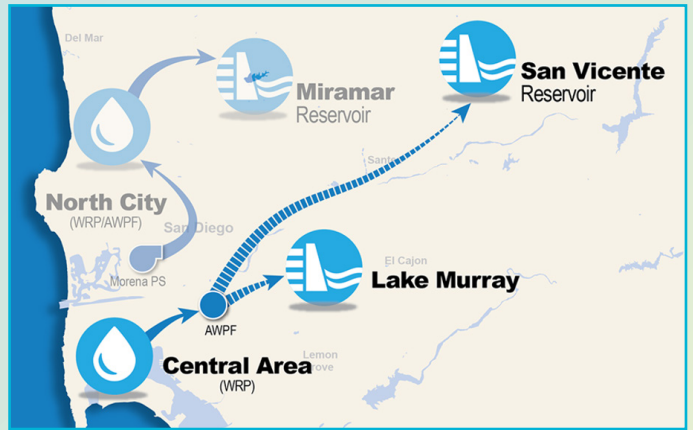 Del Mar
San Vicente
Reservoir
Miramar
Reservoir
Santee
North City
(WRP/AWPF)
San Diego
El Cajon
Morena PS
Lake Murray
AWPF
Lemon
Grove
Central Area
(WRP)